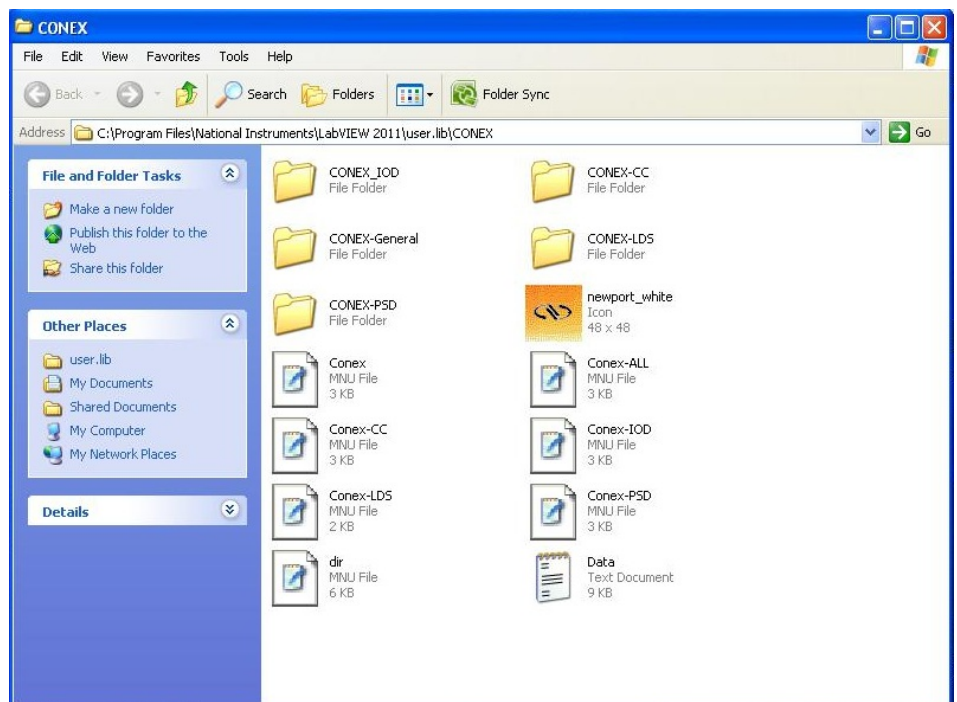 CONEX
File Edit View Favorites Tools Help
Back Search Folders Folder Sync
Address C:\Program Files\National Instruments\LabVIEW 2011\user.lib\CONEX Go
File and Folder Tasks
Make a new folder
Publish this folder to the
Web
Share this folder
Other Places
user.lib
My Documents
Shared Documents
My Computer
My Network Places
Details
CONEX_IOD
File Folder
CONEX-CC
File Folder
CONEX-General
File Folder
CONEX-LDS
File Folder
CONEX-PSD
File Folder
newport_white
Icon
48 x 48
Conex
MNU File
3 KB
Conex-ALL
MNU File
3 KB
Conex-CC
MNU File
3 KB
Conex-IOD
MNU File
3 KB
Conex-LDS
MNU File
2 KB
Conex-PSD
MNU File
3 KB
dir
MNU File
6 KB
Data
Text Document
9 KB